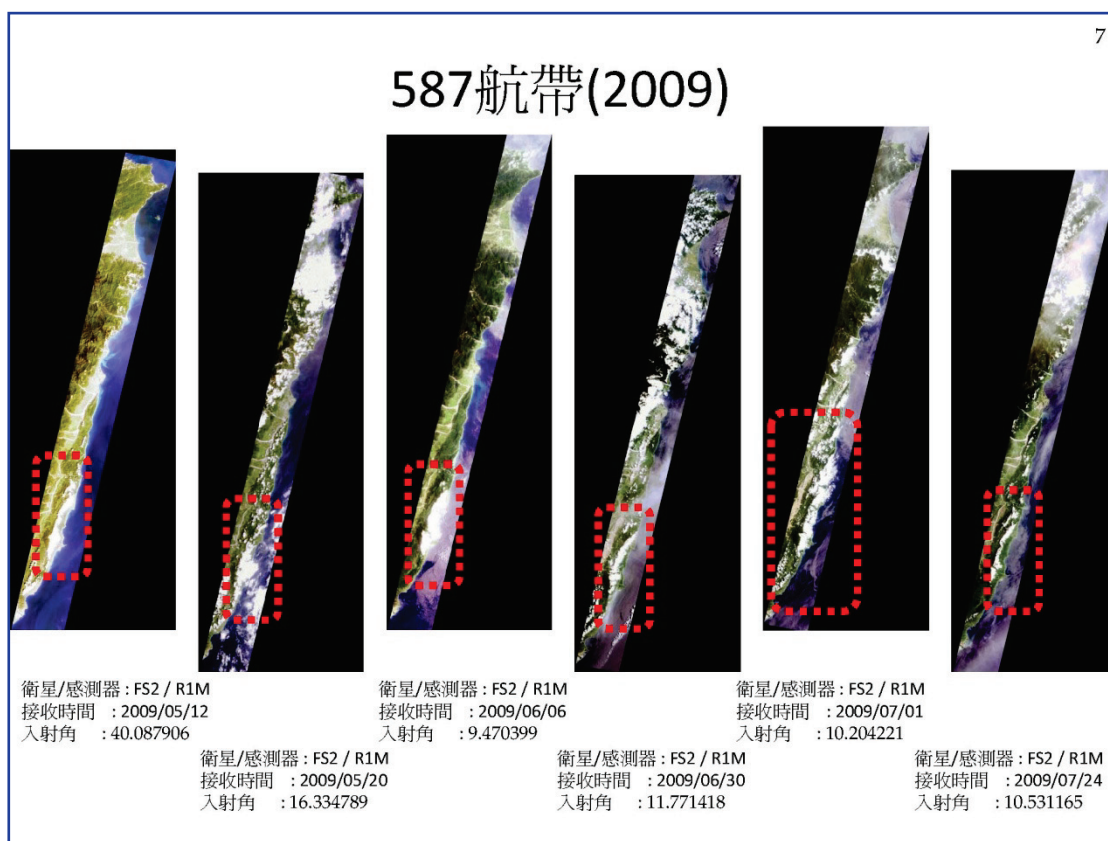 7
587航帶(2009)
衛星/感測器 : FS2 / R1M
接收時間 : 2009/05/12
入射角 : 40.087906
衛星/感測器 : FS2 / R1M
接收時間 : 2009/05/20
入射角 : 16.334789
衛星/感測器 : FS2 / R1M
接收時間 : 2009/06/06
入射角 : 9.470399
衛星/感測器 : FS2 / R1M
接收時間 : 2009/06/30
入射角 : 11.771418
衛星/感測器 : FS2 / R1M
接收時間 : 2009/07/01
入射角 : 10.204221
衛星/感測器 : FS2 / R1M
接收時間 : 2009/07/24
入射角 : 10.531165